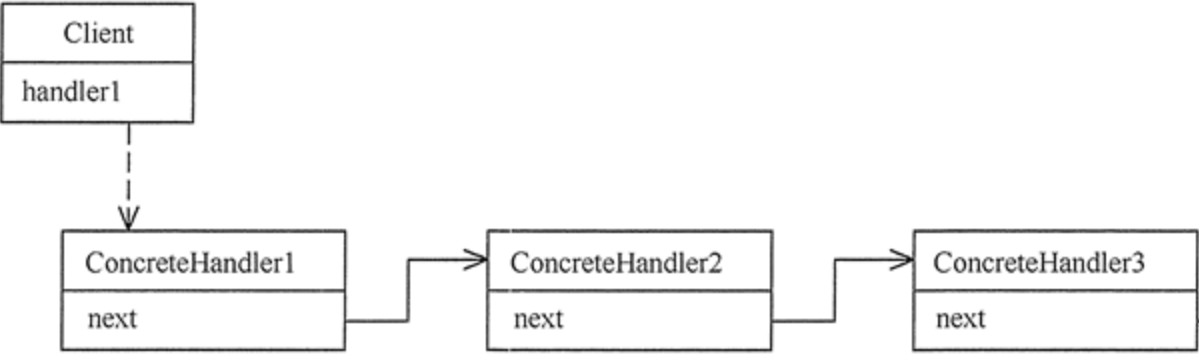 Client
handler1
ConcreteHandler1
next
ConcreteHandler2
next
ConcreteHandler3
next